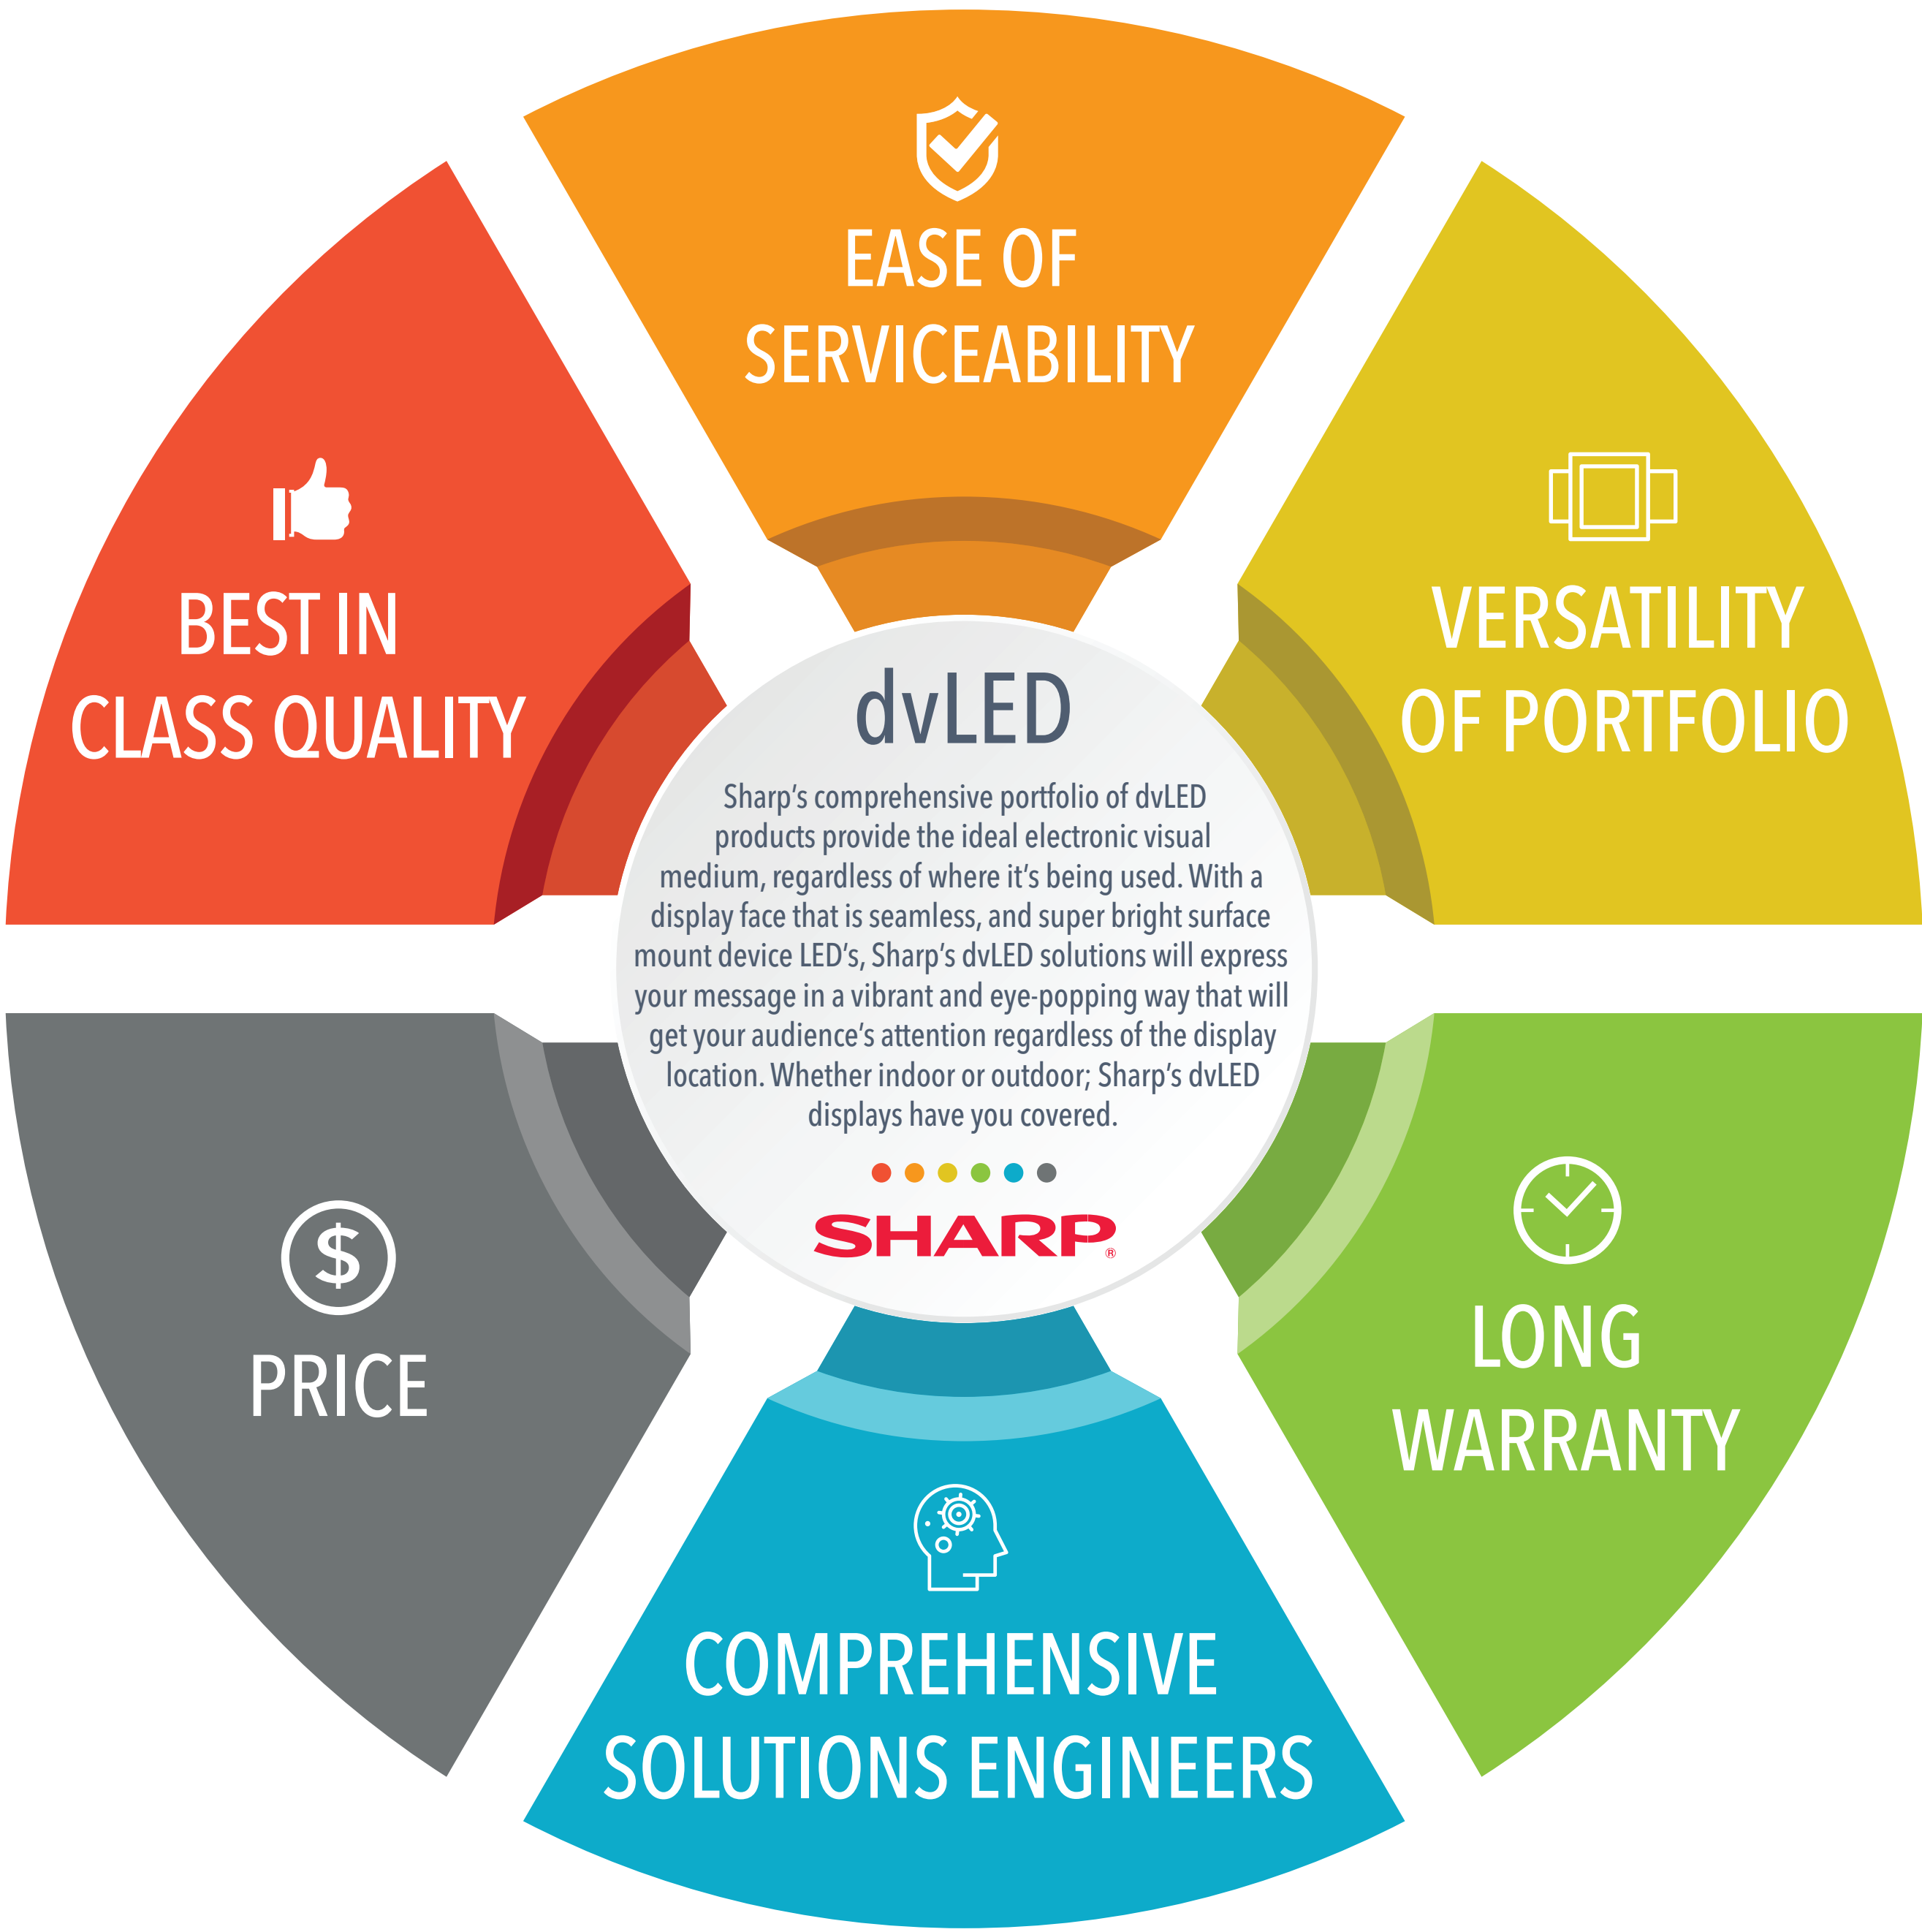 EASE OF
SERVICEABILITY
BEST IN
CLASS QUALITY
VERSATILITY
OF PORTFOLIO
dvLED
Sharp's comprehensive portfolio of dvLED
products provide the ideal electronic visual
medium, regardless of where it's being used. With a
display face that is seamless, and super bright surface
mount device LED's, Sharp's dvLED solutions will express
your message in a vibrant and eye-popping way that will
get your audience's attention regardless of the display
location. Whether indoor or outdoor; Sharp's dvLED
displays have you covered.
SHARP®
$
PRICE
LONG
WARRANTY
COMPREHENSIVE
SOLUTIONS ENGINEERS